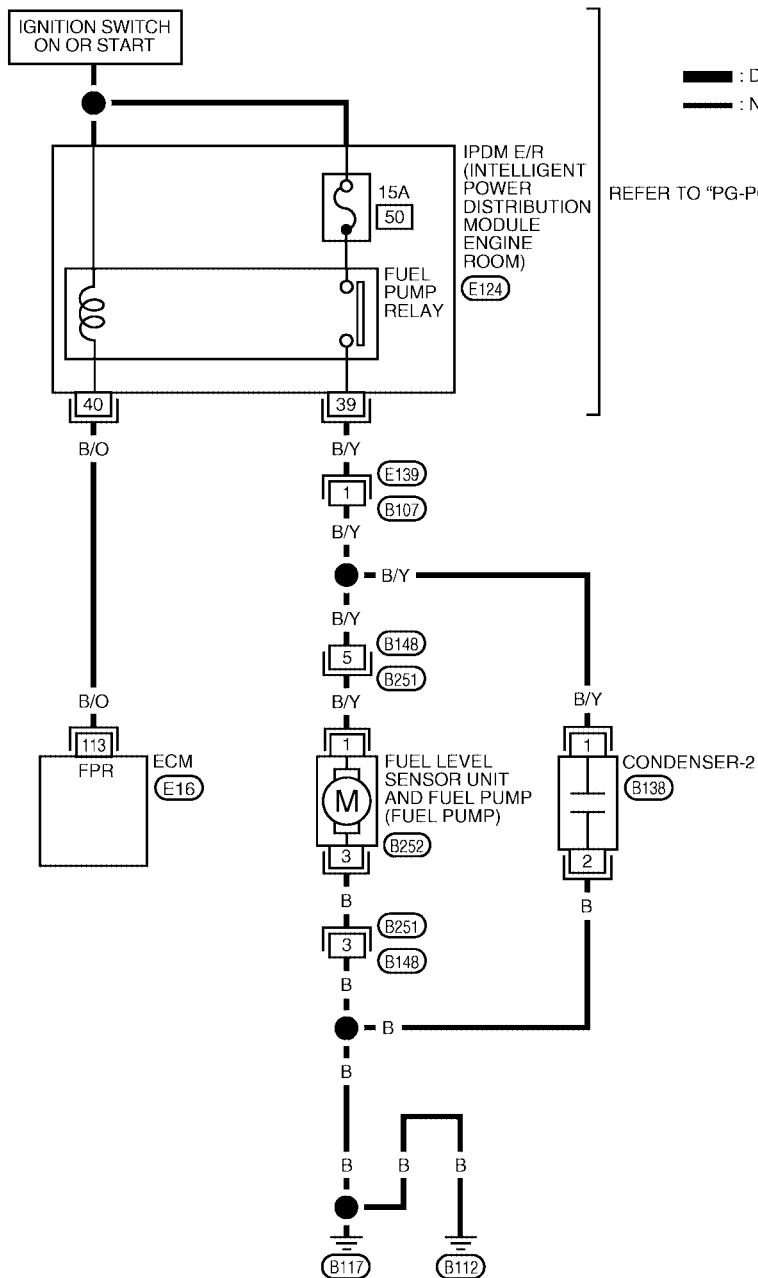 IGNITION SWITCH
ON OR START
: D
: N
IPDM E/R
(INTELLIGENT
POWER
DISTRIBUTION
MODULE
ENGINE
ROOM)
E124
REFER TO "PG-P
15A
50
FUEL
PUMP
RELAY
40
39
B/O
B/Y
E139
1
B107
B/Y
B/Y
B/Y
B148
5
B251
B/O
B/Y
B/Y
113
FPR
ECM
E16
1
M
FUEL LEVEL
SENSOR UNIT
AND FUEL PUMP
(FUEL PUMP)
B252
3
1
CONDENSER-2
B138
2
B
B
B251
3
B148
B
B
B
B
B
B
B117
B112